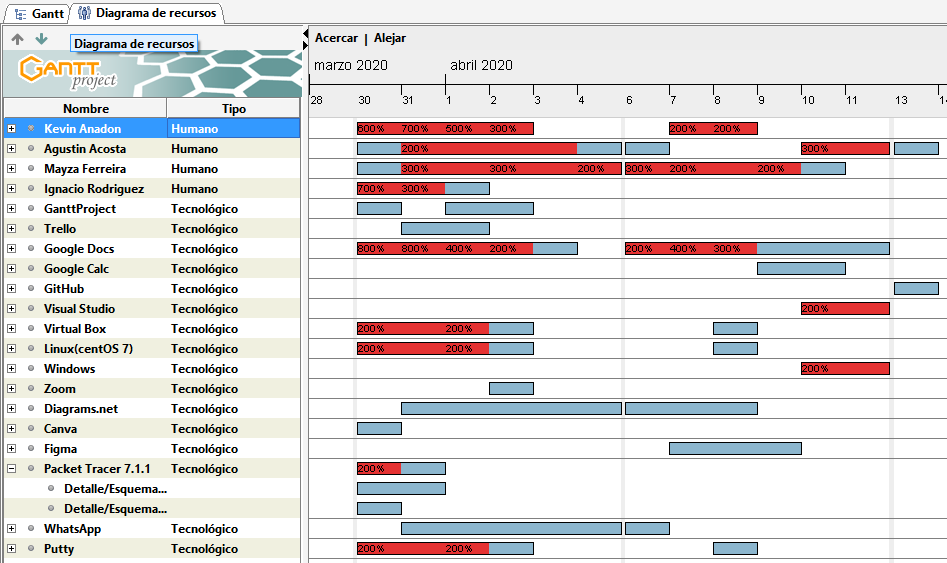 Gantt Diagrama de recursos
Diagrama de recursos
Acercar | Alejar
GANTT project
marzo 2020 abril 2020
Nombre Tipo
28 30 31 1 2 3 4 6 7 8 9 10 11 13 14
Kevin Anadon Humano 600% 700% 500% 300% 200% 200%
Agustin Acosta Humano 200% 300%
Mayza Ferreira Humano 300% 300% 200% 300% 200% 200%
Ignacio Rodriguez Humano 700% 300%
GanttProject Tecnológico
Trello Tecnológico
Google Docs Tecnológico 800% 800% 400% 200% 200% 400% 300%
Google Calc Tecnológico
GitHub Tecnológico
Visual Studio Tecnológico 200%
Virtual Box Tecnológico 200% 200%
Linux(centOS 7) Tecnológico 200% 200%
Windows Tecnológico 200%
Zoom Tecnológico
Diagrams.net Tecnológico
Canva Tecnológico
Figma Tecnológico
Packet Tracer 7.1.1 Tecnológico 200%
Detalle/Esquema...
Detalle/Esquema...
WhatsApp Tecnológico
Putty Tecnológico 200% 200%